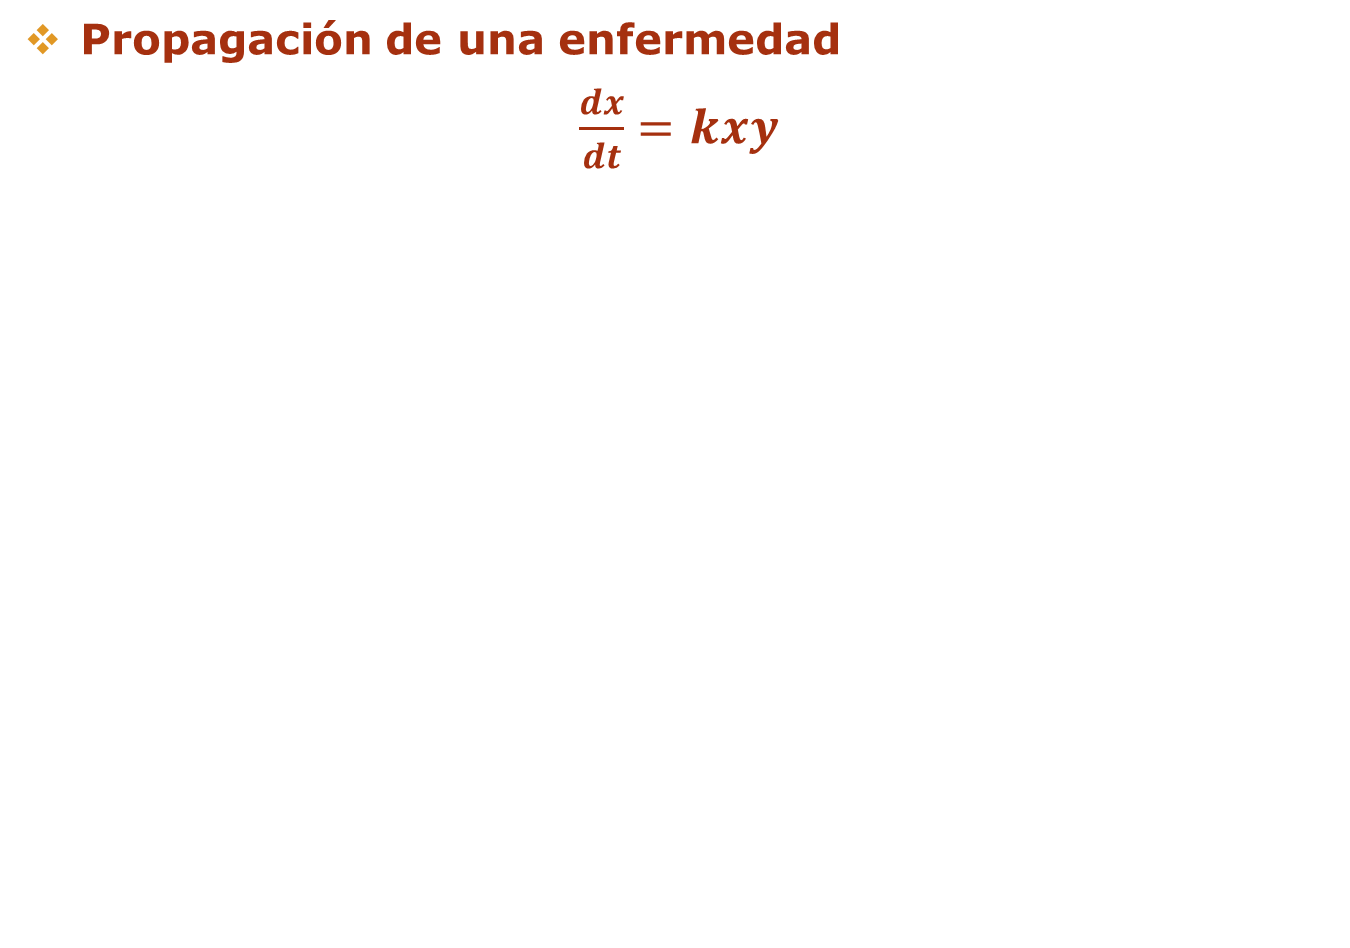 ❖ Propagación de una enfermedad
dx/dt = kxy